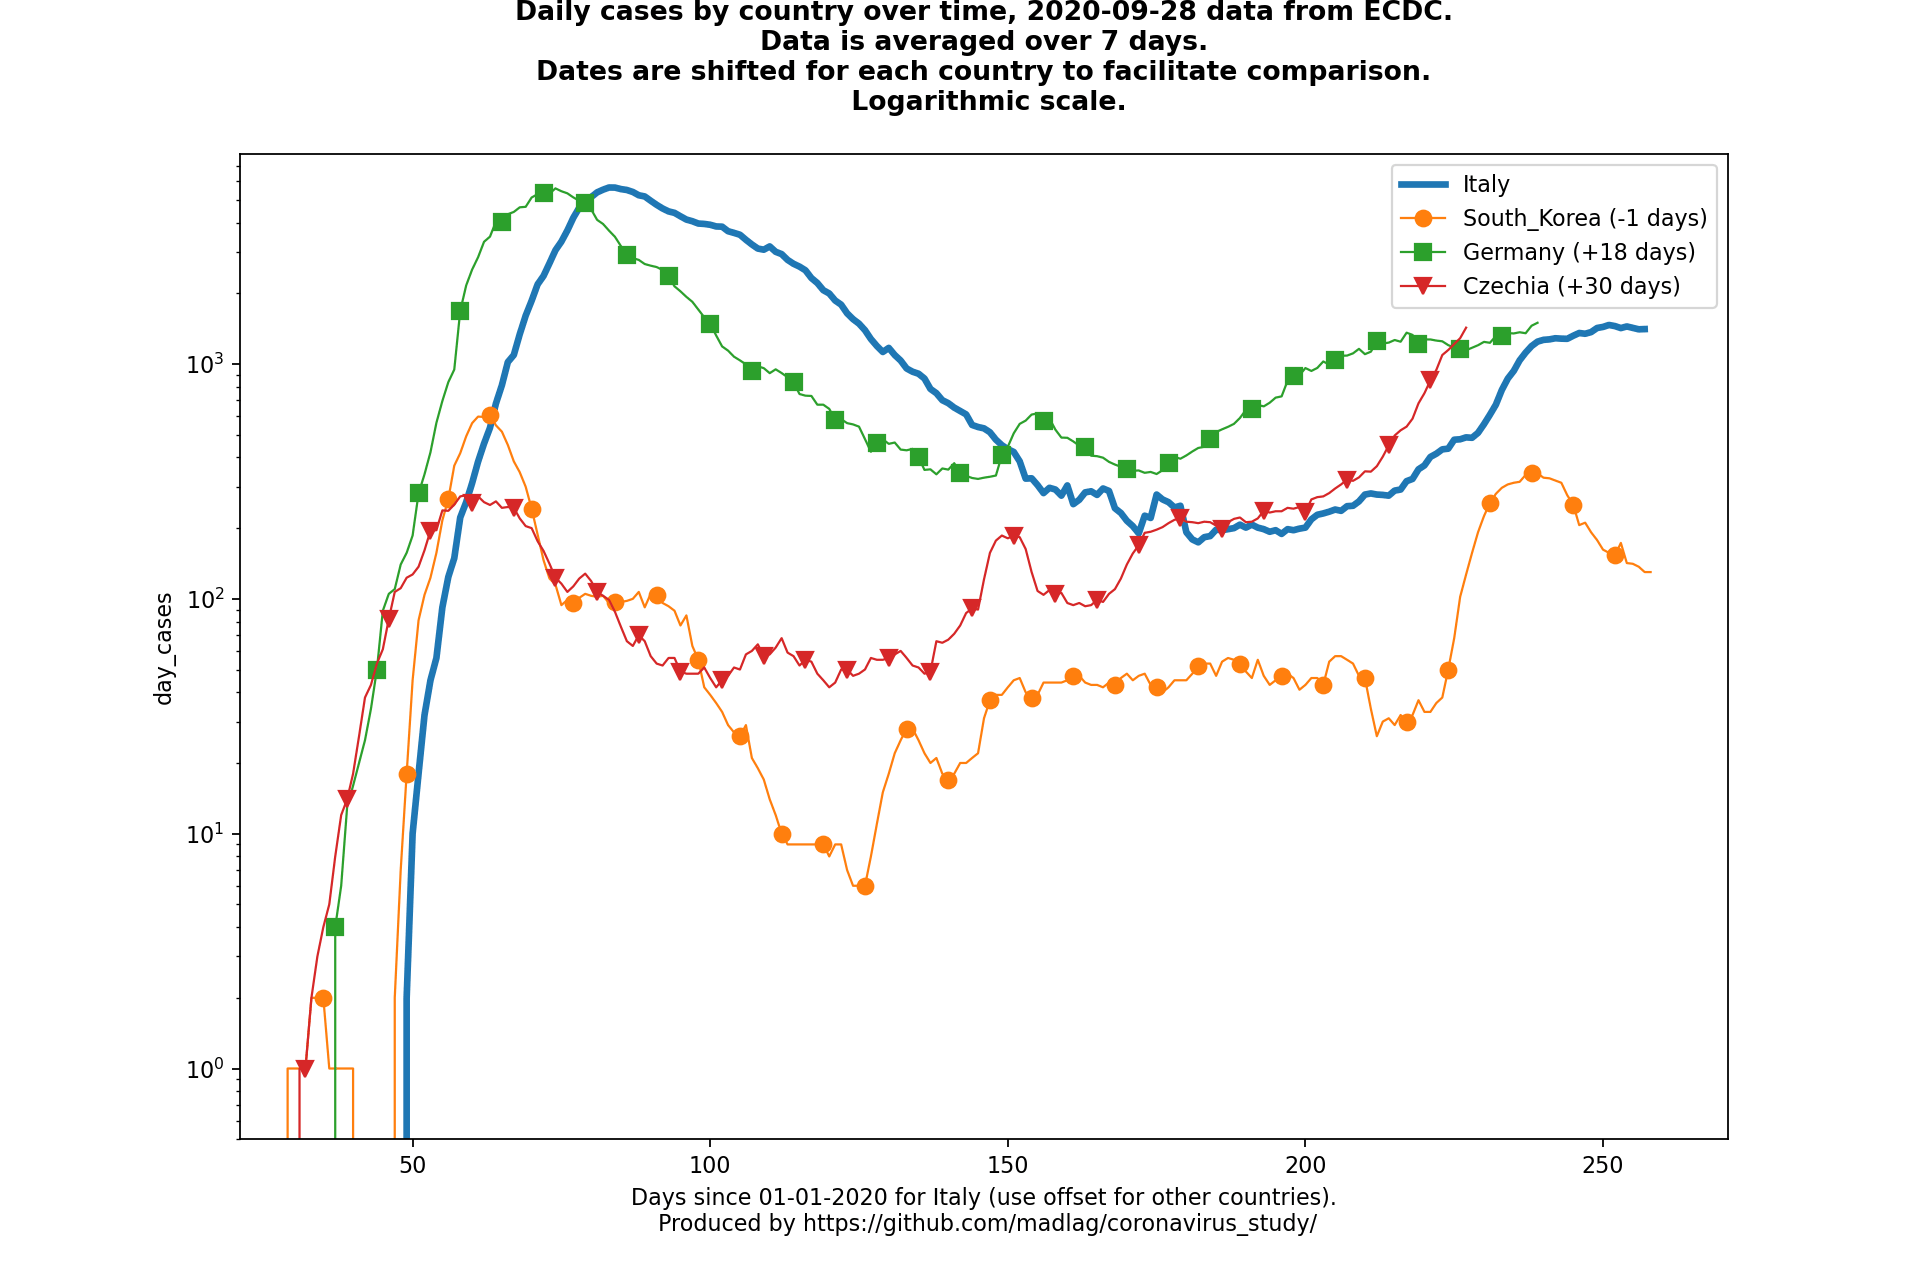 Daily cases by country over time, 2020-09-28 data from ECDC.
Data is averaged over 7 days.
Dates are shifted for each country to facilitate comparison.
Logarithmic scale.
Italy
South_Korea (-1 days)
Germany (+18 days)
Czechia (+30 days)
10³
10²
10¹
10⁰
day_cases
50 100 150 200 250
Days since 01-01-2020 for Italy (use offset for other countries).
Produced by https://github.com/madlag/coronavirus_study/